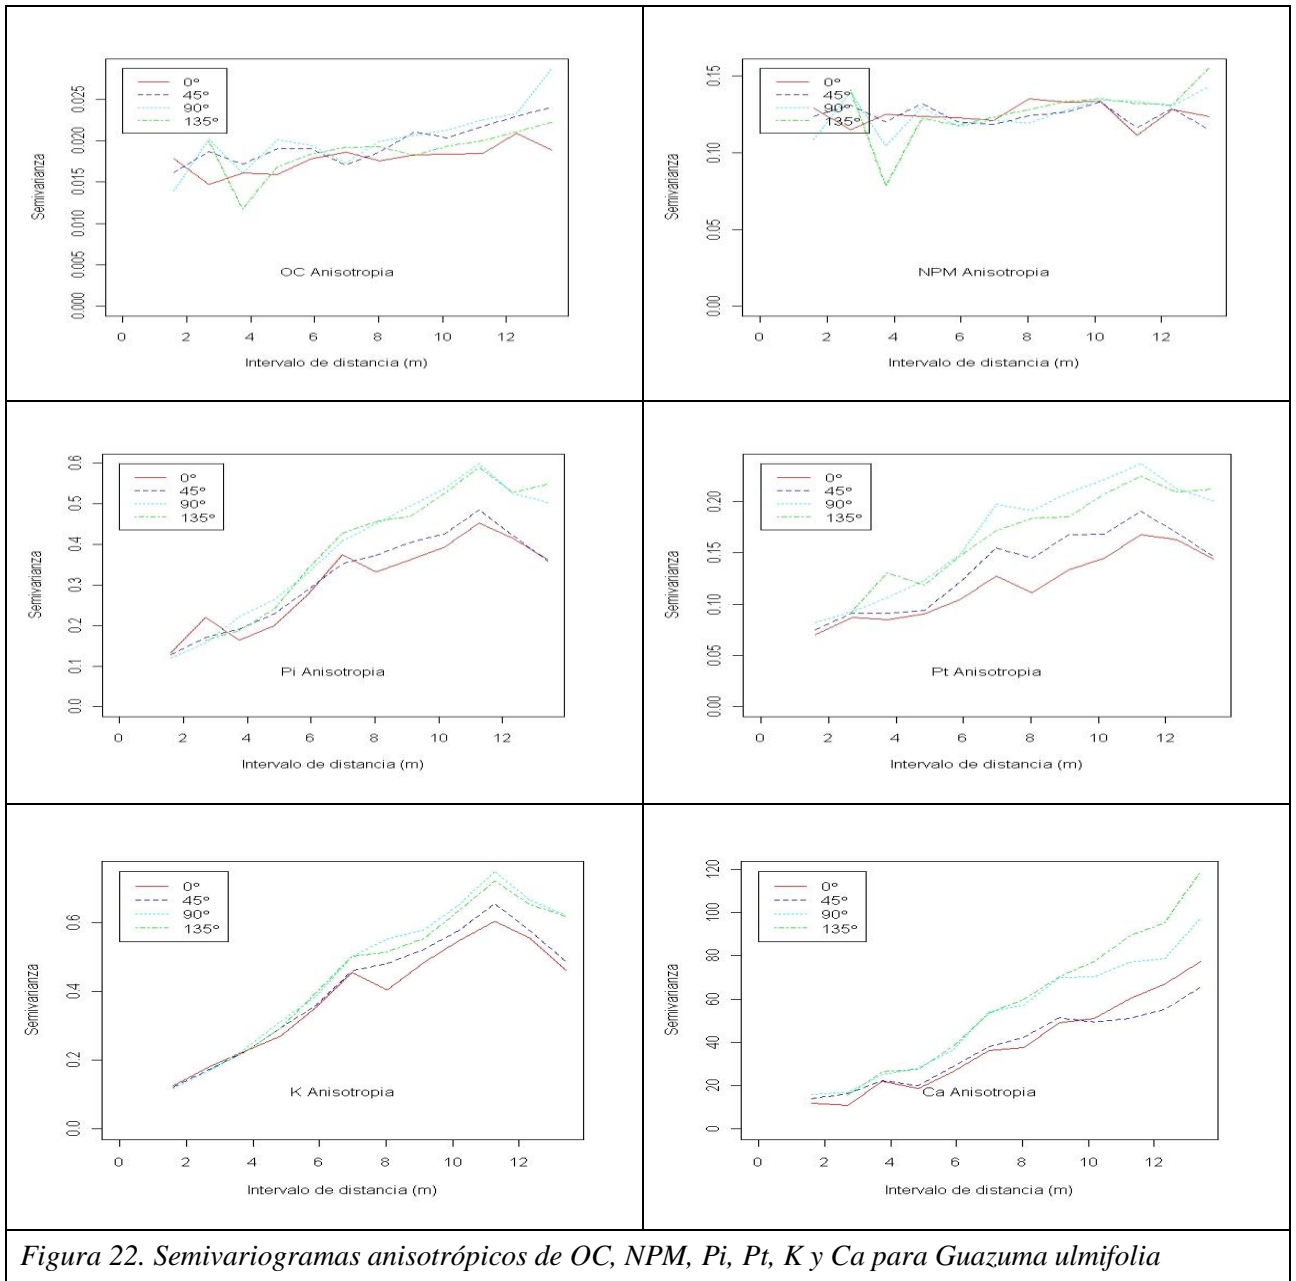 0°
45°
90°
135°
Semivarianza
0.000 0.005 0.010 0.015 0.020 0.025
OC Anisotropia
0 2 4 6 8 10 12
Intervalo de distancia (m)
0°
45°
90°
135°
Semivarianza
0.00 0.05 0.10 0.15
NPM Anisotropia
0 2 4 6 8 10 12
Intervalo de distancia (m)
0°
45°
90°
135°
Semivarianza
0.0 0.1 0.2 0.3 0.4 0.5 0.6
Pi Anisotropia
0 2 4 6 8 10 12
Intervalo de distancia (m)
0°
45°
90°
135°
Semivarianza
0.00 0.05 0.10 0.15 0.20
Pt Anisotropia
0 2 4 6 8 10 12
Intervalo de distancia (m)
0°
45°
90°
135°
Semivarianza
0.0 0.2 0.4 0.6
K Anisotropia
0 2 4 6 8 10 12
Intervalo de distancia (m)
0°
45°
90°
135°
Semivarianza
0 20 40 60 80 100 120
Ca Anisotropia
0 2 4 6 8 10 12
Intervalo de distancia (m)
Figura 22. Semivariogramas anisotrópicos de OC, NPM, Pi, Pt, K y Ca para Guazuma ulmifolia